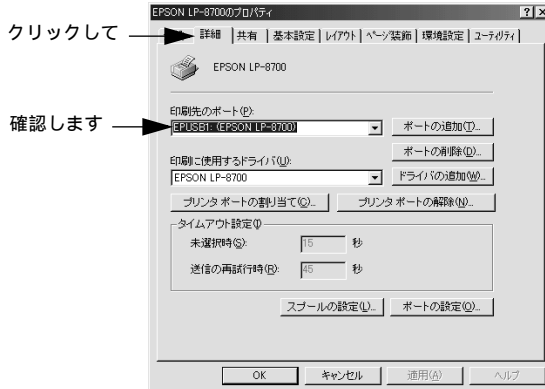 EPSON LP-8700のプロパティ
クリックして
詳細 共有 基本設定 レイアウト ページ装飾 環境設定 ユーティリティ
EPSON LP-8700
印刷先のポート(P):
確認します
EPUSB1: (EPSON LP-8700)
ポートの追加(T)...
ポートの削除(D)...
印刷に使用するドライバ(U):
EPSON LP-8700
ドライバの追加(W)...
プリンタ ポートの割り当て(C)...
プリンタ ポートの解除(N)...
タイムアウト設定(I)
未選択時(S): 15 秒
送信の再試行時(R): 45 秒
スプールの設定(L)...
ポートの設定(O)...
OK キャンセル 適用(A) ヘルプ